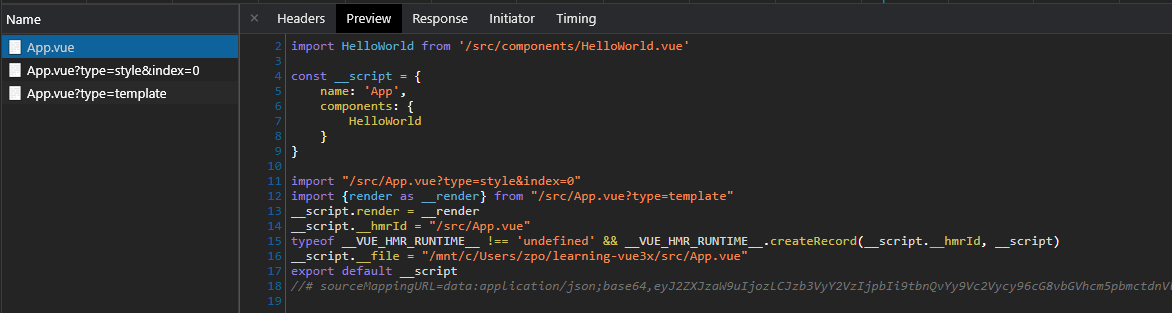 Name
App.vue
App.vue?type=style&index=0
App.vue?type=template
× Headers Preview Response Initiator Timing
2 import HelloWorld from '/src/components/HelloWorld.vue'
3
4 const __script = {
5     name: 'App',
6     components: {
7         HelloWorld
8     }
9 }
10
11 import "/src/App.vue?type=style&index=0"
12 import {render as __render} from "/src/App.vue?type=template"
13 __script.render = __render
14 __script.__hmrId = "/src/App.vue"
15 typeof __VUE_HMR_RUNTIME__ !== 'undefined' && __VUE_HMR_RUNTIME__.createRecord(__script.__hmrId, __script)
16 __script.__file = "/mnt/c/Users/zpo/learning-vue3x/src/App.vue"
17 export default __script
18 //# sourceMappingURL=data:application/json;base64,
19